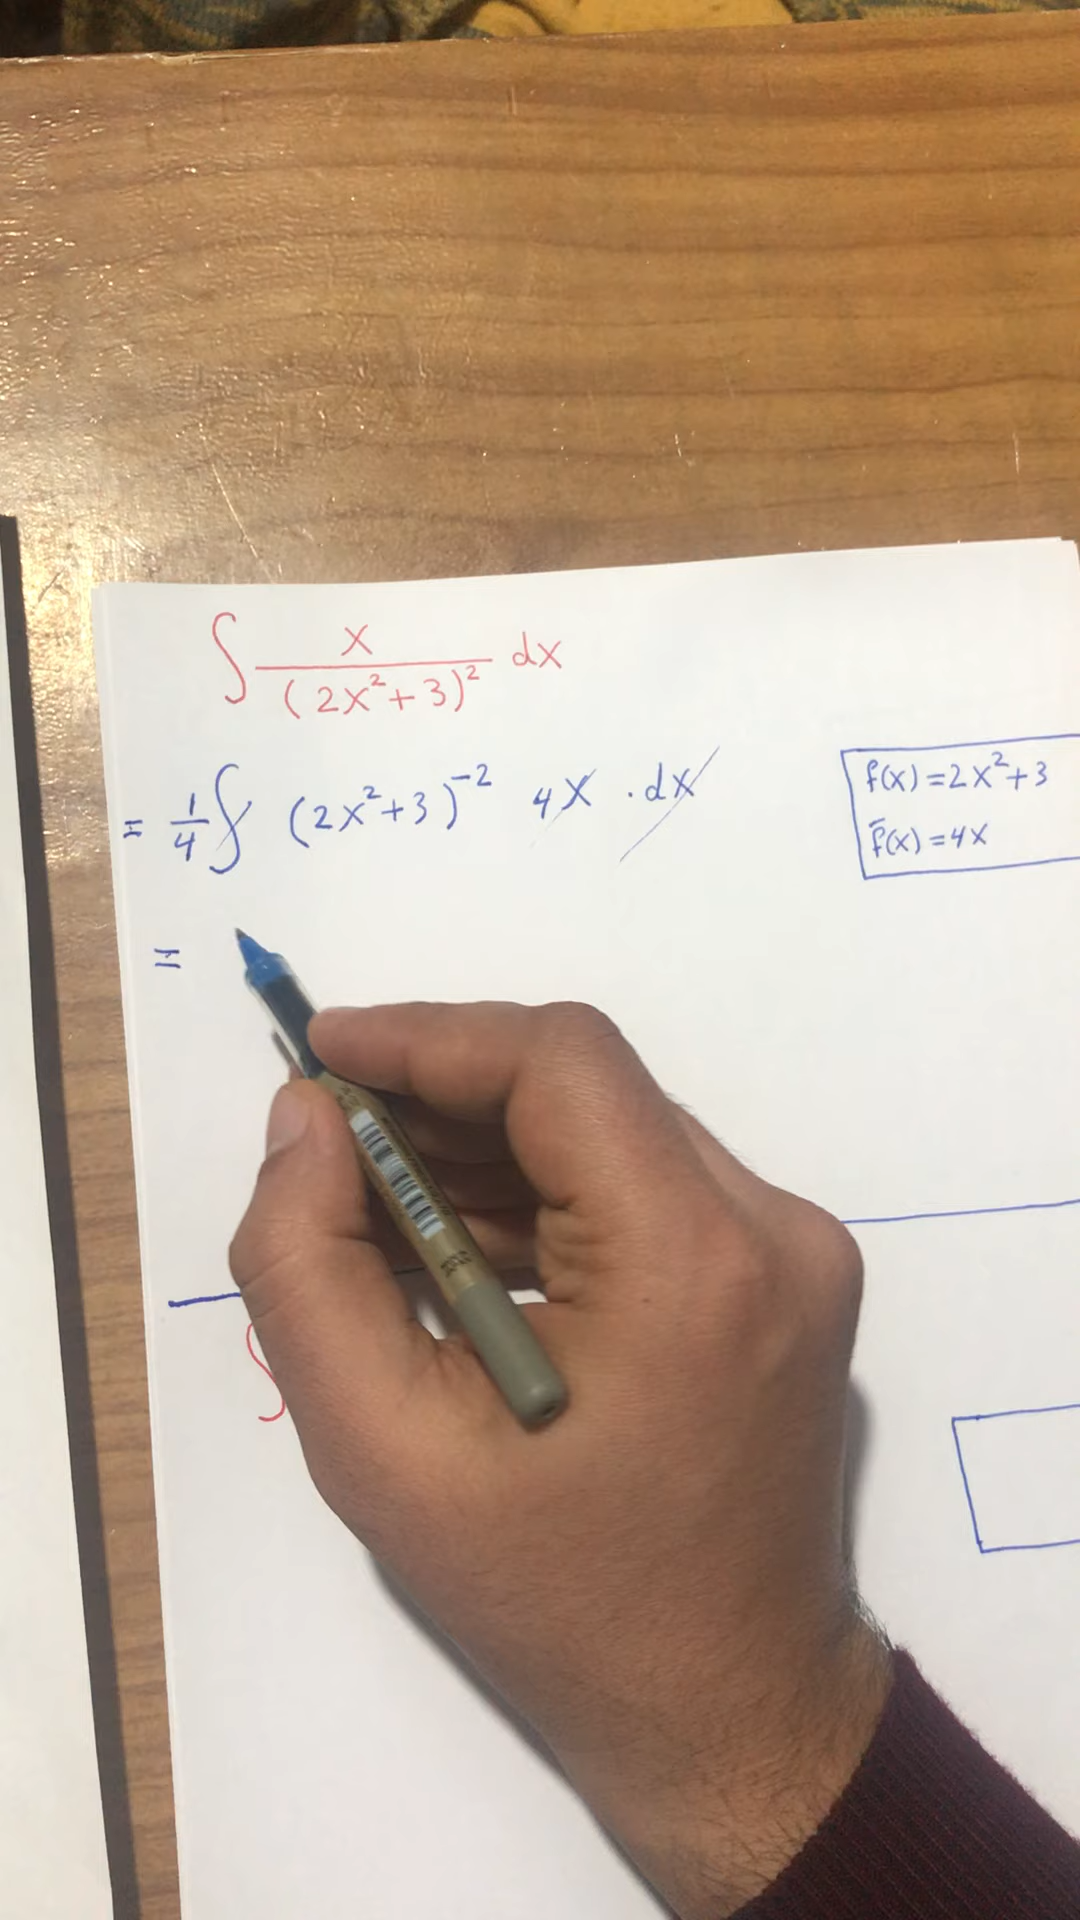 ∫ x/(2x²+3)² dx
= 1/4 ∫ (2x²+3)⁻² 4x · dx
f(x) = 2x²+3
f̄(x) = 4x
=
∫